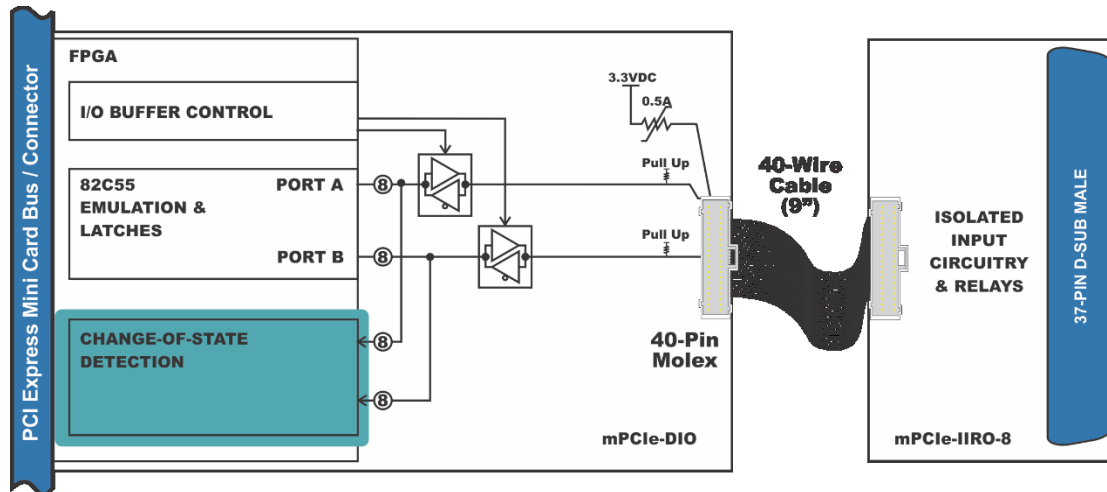 PCI Express Mini Card Bus / Connector
FPGA
I/O BUFFER CONTROL
82C55
EMULATION &
LATCHES
PORT A
8
PORT B
8
CHANGE-OF-STATE
DETECTION
8
8
3.3VDC
0.5A
Pull Up
Pull Up
40-Pin
Molex
mPCIe-DIO
40-Wire
Cable
(9”)
ISOLATED
INPUT
CIRCUITRY
& RELAYS
mPCIe-IIRO-8
37-PIN D-SUB MALE